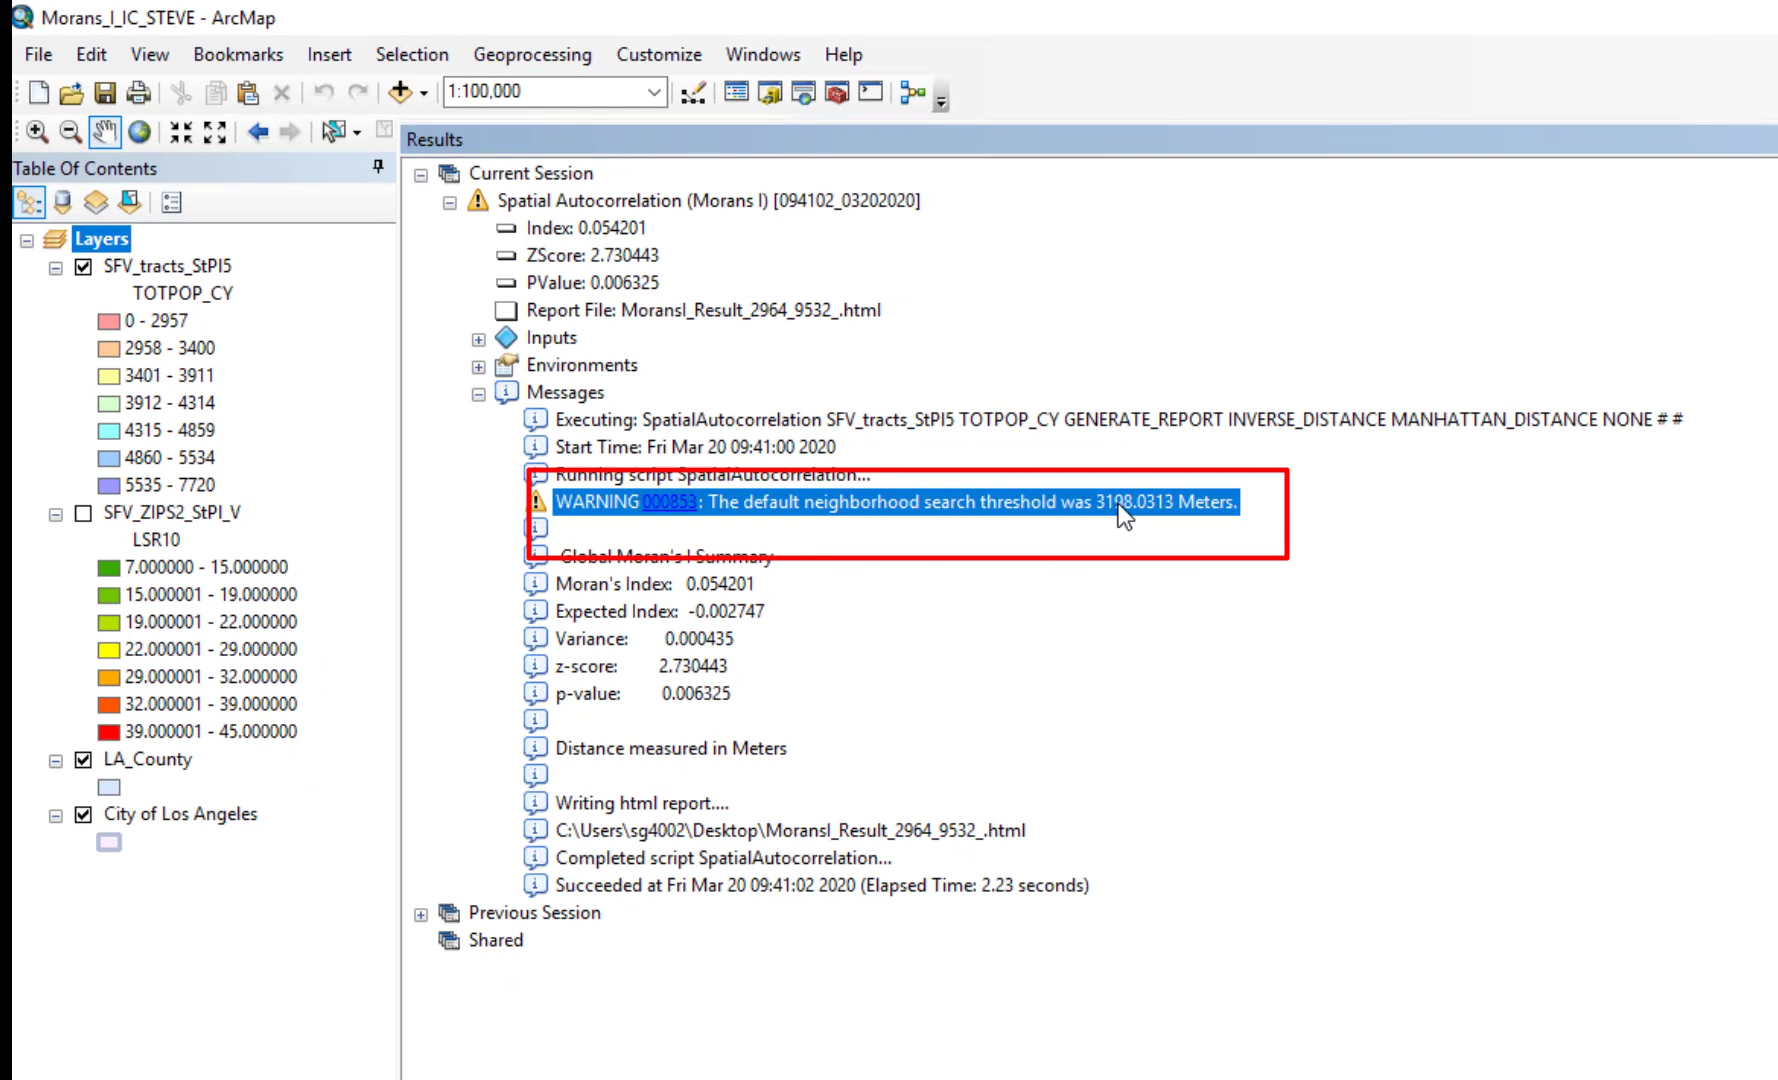 Morans_I_IC_STEVE - ArcMap
File Edit View Bookmarks Insert Selection Geoprocessing Customize Windows Help
1:100,000
Results
Table Of Contents
Layers
SFV_tracts_StPI5
TOTPOP_CY
0 - 2957
2958 - 3400
3401 - 3911
3912 - 4314
4315 - 4859
4860 - 5534
5535 - 7720
SFV_ZIPS2_StPI_V
LSR10
7.000000 - 15.000000
15.000001 - 19.000000
19.000001 - 22.000000
22.000001 - 29.000000
29.000001 - 32.000000
32.000001 - 39.000000
39.000001 - 45.000000
LA_County
City of Los Angeles
Current Session
Spatial Autocorrelation (Morans I) [094102_03202020]
Index: 0.054201
ZScore: 2.730443
PValue: 0.006325
Report File: MoransI_Result_2964_9532_.html
Inputs
Environments
Messages
Executing: SpatialAutocorrelation SFV_tracts_StPI5 TOTPOP_CY GENERATE_REPORT INVERSE_DISTANCE MANHATTAN_DISTANCE NONE # #
Start Time: Fri Mar 20 09:41:00 2020
Running script SpatialAutocorrelation...
WARNING 000853: The default neighborhood search threshold was 3198.0313 Meters.
Global Moran's I Summary
Moran's Index: 0.054201
Expected Index: -0.002747
Variance: 0.000435
z-score: 2.730443
p-value: 0.006325
Distance measured in Meters
Writing html report....
C:\Users\sg4002\Desktop\MoransI_Result_2964_9532_.html
Completed script SpatialAutocorrelation...
Succeeded at Fri Mar 20 09:41:02 2020 (Elapsed Time: 2.23 seconds)
Previous Session
Shared